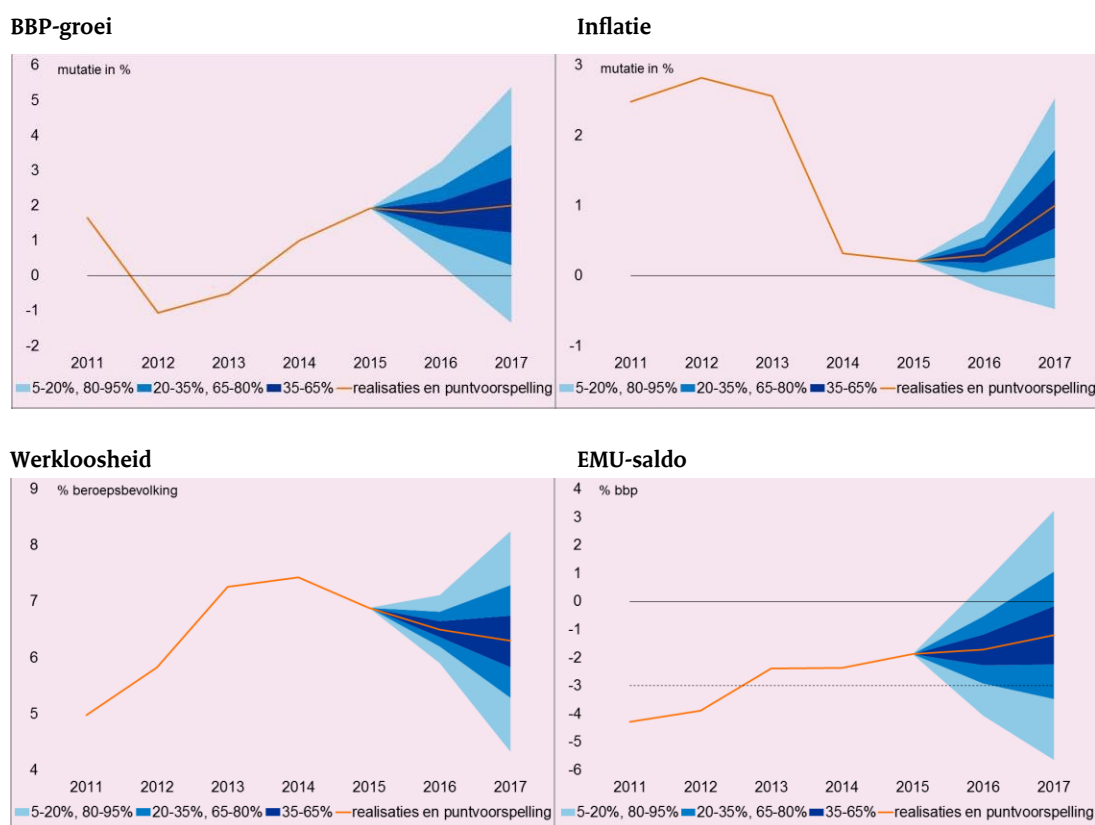 BBP-groei
mutatie in %
6
5
4
3
2
1
0
-1
-2
2011 2012 2013 2014 2015 2016 2017
5-20%, 80-95% 20-35%, 65-80% 35-65% realisaties en puntvoorspelling
Inflatie
mutatie in %
3
2
1
0
-1
2011 2012 2013 2014 2015 2016 2017
5-20%, 80-95% 20-35%, 65-80% 35-65% realisaties en puntvoorspelling
Werkloosheid
% beroepsbevolking
9
8
7
6
5
4
2011 2012 2013 2014 2015 2016 2017
5-20%, 80-95% 20-35%, 65-80% 35-65% realisaties en puntvoorspelling
EMU-saldo
% bbp
4
3
2
1
0
-1
-2
-3
-4
-5
-6
2011 2012 2013 2014 2015 2016 2017
5-20%, 80-95% 20-35%, 65-80% 35-65% realisaties en puntvoorspelling